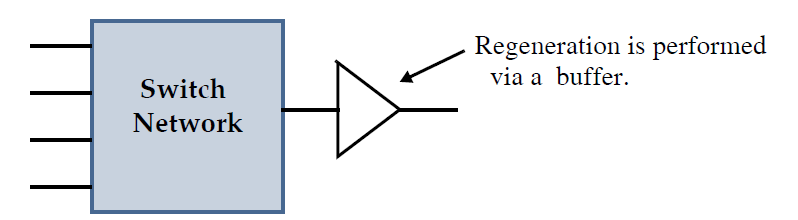 Switch
Network
Regeneration is performed
via a buffer.